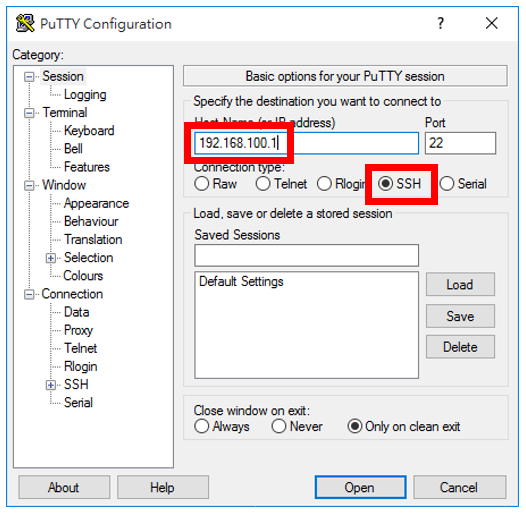 PuTTY Configuration ? ×
Category:
Session
Logging
Terminal
Keyboard
Bell
Features
Window
Appearance
Behaviour
Translation
Selection
Colours
Connection
Data
Proxy
Telnet
Rlogin
SSH
Serial
Basic options for your PuTTY session
Specify the destination you want to connect to
Host Name (or IP address) Port
192.168.100.1 22
Connection type:
Raw Telnet Rlogin SSH Serial
Load, save or delete a stored session
Saved Sessions
Default Settings
Load
Save
Delete
Close window on exit:
Always Never Only on clean exit
About Help Open Cancel